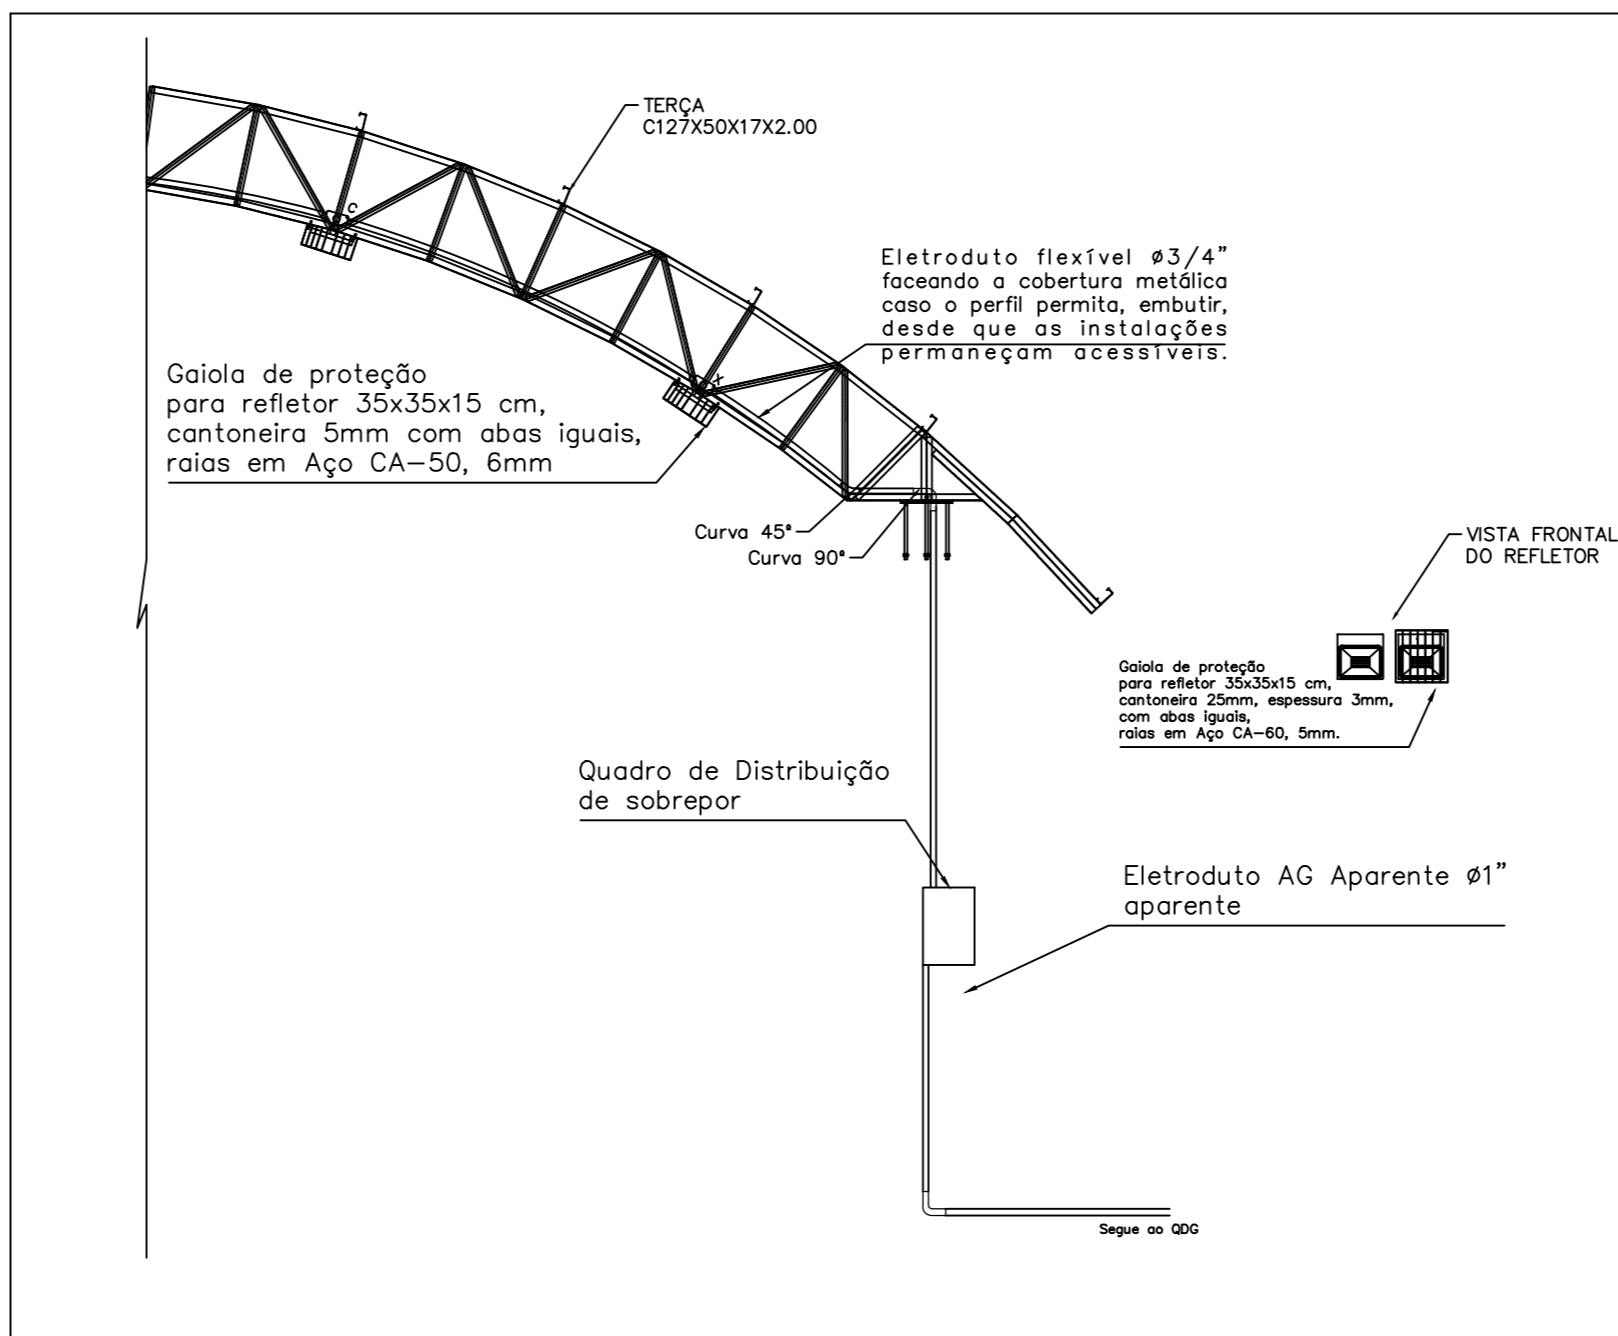 TERÇA
C127X50X17X2.00
C
Eletroduto flexível ø3/4"
faceando a cobertura metálica
caso o perfil permita, embutir,
desde que as instalações
permaneçam acessíveis.
Gaiola de proteção
para refletor 35x35x15 cm,
cantoneira 5mm com abas iguais,
raias em Aço CA-50, 6mm
X
Curva 45°
Curva 90°
VISTA FRONTAL
DO REFLETOR
Gaiola de proteção
para refletor 35x35x15 cm,
cantoneira 25mm, espessura 3mm,
com abas iguais,
raias em Aço CA-60, 5mm.
Quadro de Distribuição
de sobrepor
Eletroduto AG Aparente ø1"
aparente
Segue ao QDG